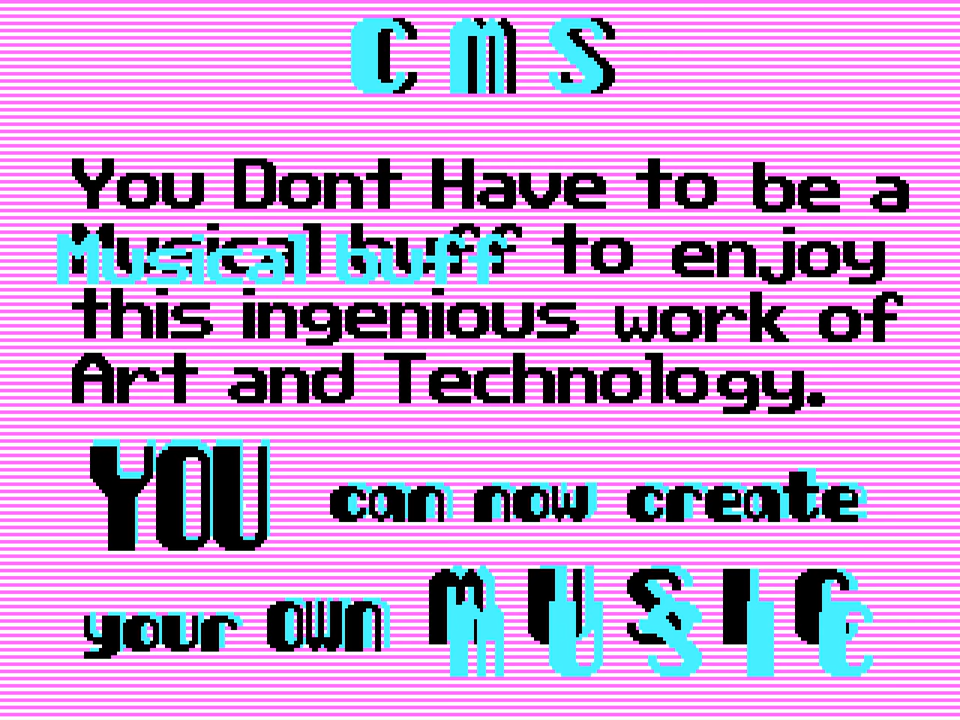 CMS
You Dont Have to be a
Musical buff to enjoy
this ingenious work of
Art and Technology.
YOU can now create
your OWN MUSIC